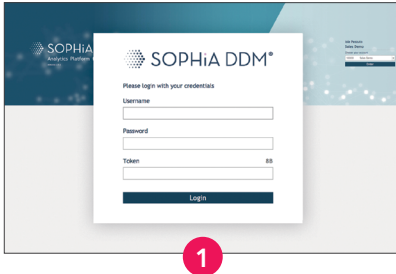 SOPHiA
Analytics Platform
SOPHiA DDM®
Please login with your credentials
Username
Password
Token
88
Login
1